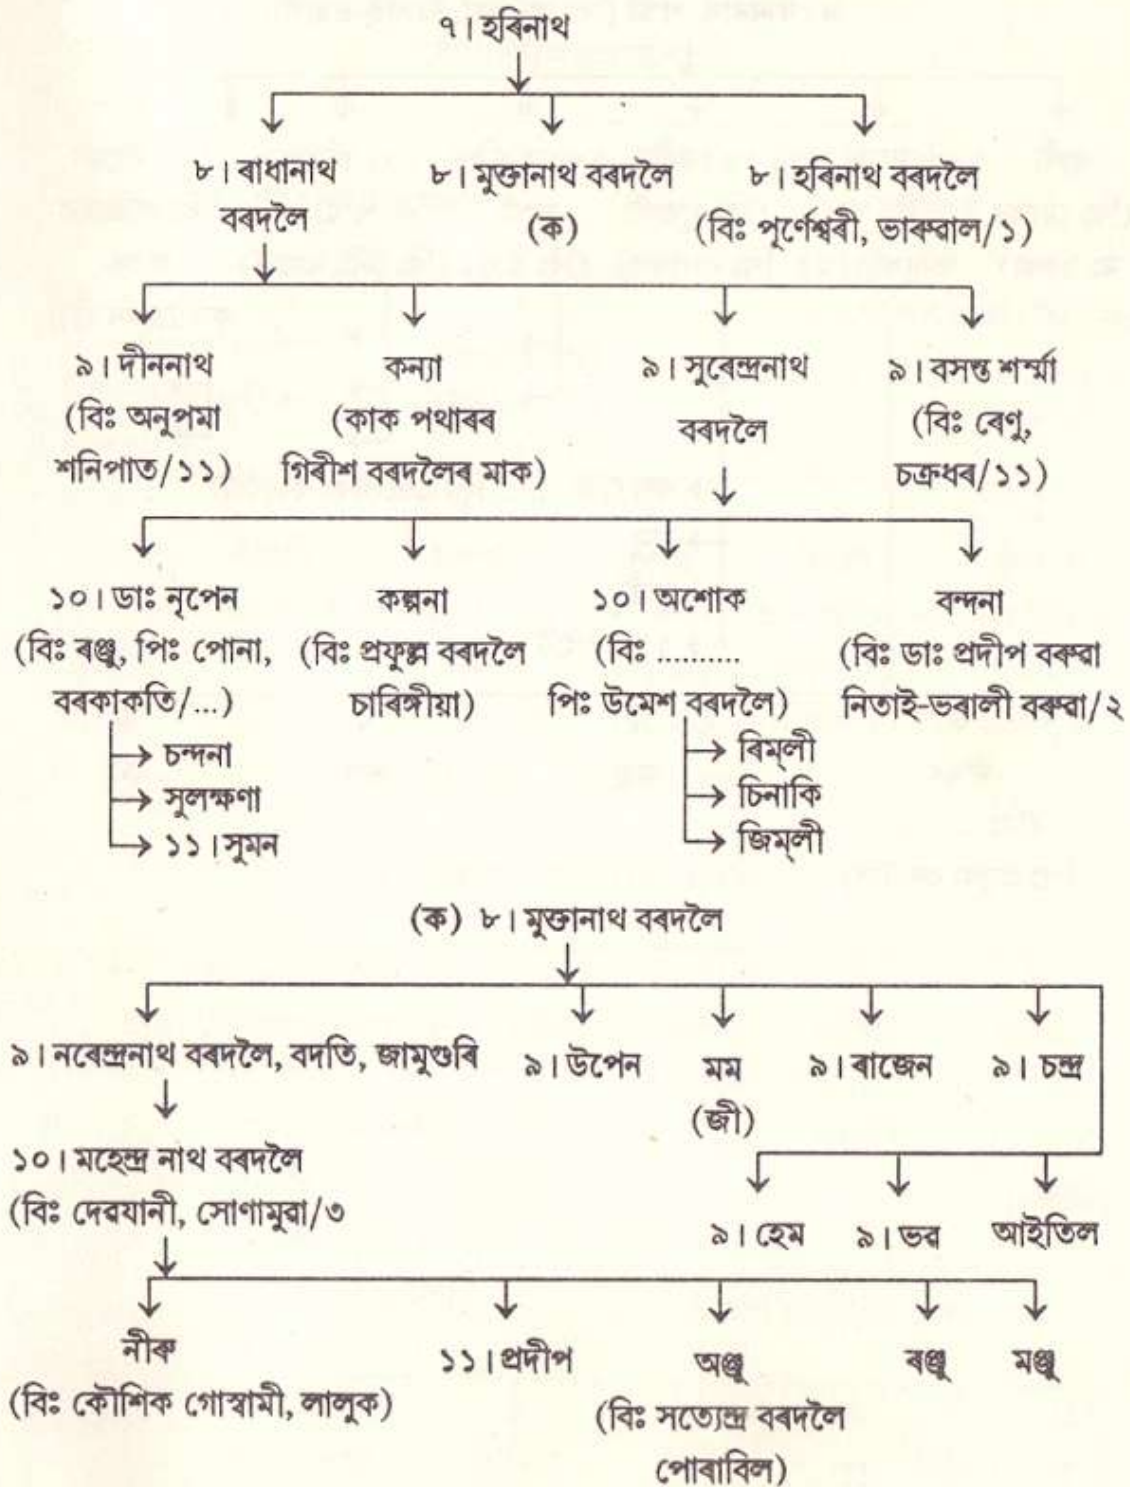 ৭। হৰিনাথ
৮। ৰাধানাথ বৰদলৈ
৮। মুক্তানাথ বৰদলৈ
(ক)
৮। হৰিনাথ বৰদলৈ
(বিঃ পূৰ্ণেশ্বৰী, ভাৰুৱাল/১)
৯। দীননাথ
(বিঃ অনুপমা
শনিপাত/১১)
কন্যা
(কাক পথাৰৰ
গিৰীশ বৰদলৈৰ মাক)
৯। সুৰেন্দ্ৰনাথ
বৰদলৈ
৯। বসন্ত শৰ্ম্মা
(বিঃ ৰেণু,
চক্ৰধৰ/১১)
১০। ডাঃ নৃপেন
(বিঃ ৰঞ্জু, পিঃ পোনা,
বৰকাকতি/...)
চন্দনা
সুলক্ষণা
১১। সুমন
কল্পনা
(বিঃ প্ৰফুল্ল বৰদলৈ
চাৰিঙ্গীয়া)
১০। অশোক
(বিঃ ..........
পিঃ উমেশ বৰদলৈ)
ৰিম্‌লী
চিনাকি
জিম্‌লী
বন্দনা
(বিঃ ডাঃ প্ৰদীপ বৰুৱা
নিতাই-ভৰালী বৰুৱা/২
(ক) ৮। মুক্তানাথ বৰদলৈ
৯। নৰেন্দ্ৰনাথ বৰদলৈ, বদতি, জামুগুৰি
৯। উপেন
মম
(জী)
৯। ৰাজেন
৯। চন্দ্ৰ
১০। মহেন্দ্ৰ নাথ বৰদলৈ
(বিঃ দেৱযানী, সোণামুৱা/৩
৯। হেম
৯। ভৱ
আইতিল
নীৰু
(বিঃ কৌশিক গোস্বামী, লালুক)
১১। প্ৰদীপ
অঞ্জু
(বিঃ সত্যেন্দ্ৰ বৰদলৈ
পোৰাবিল)
ৰঞ্জু
মঞ্জু